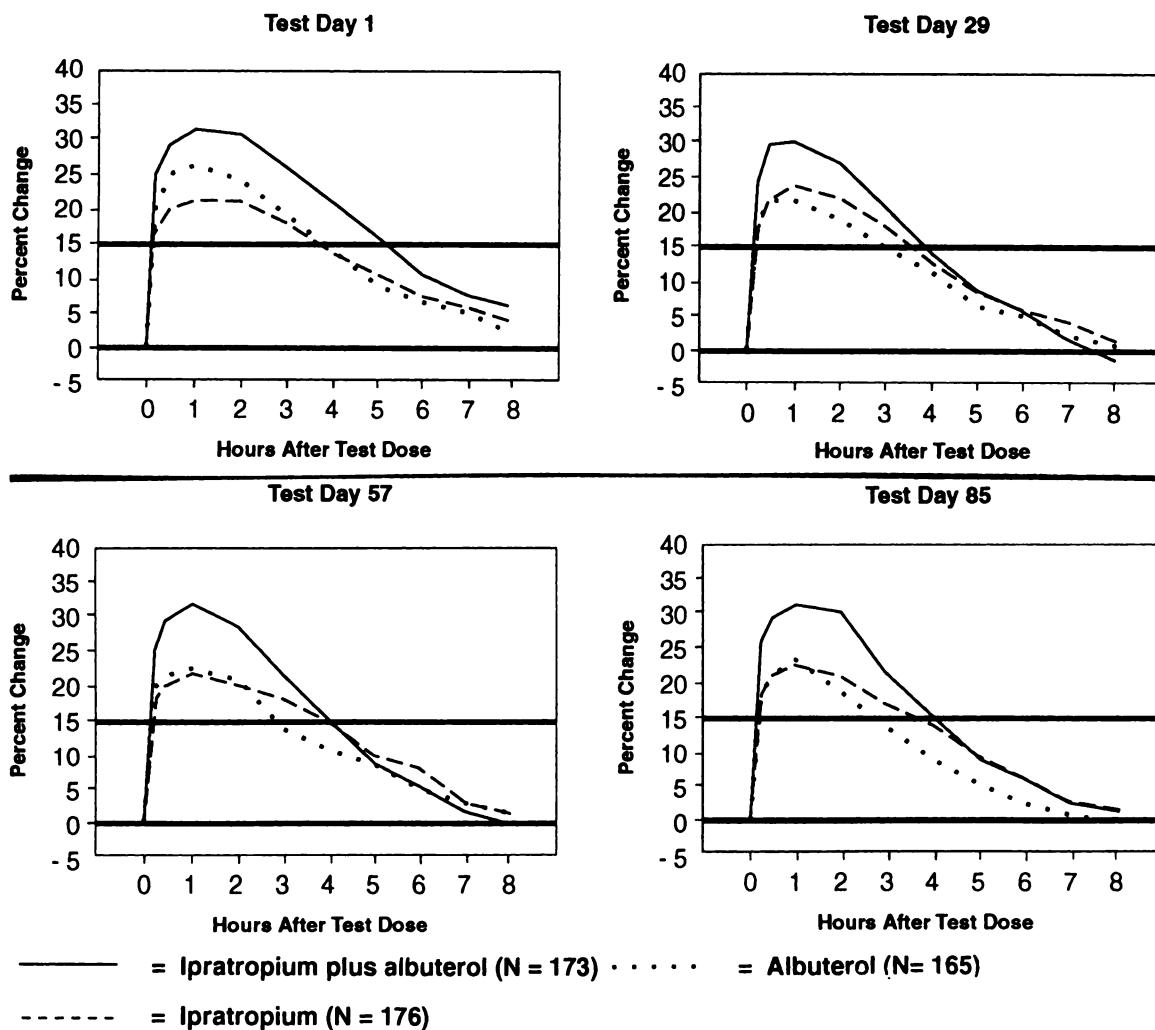 Test Day 1
Percent Change
40
35
30
25
20
15
10
5
0
- 5
0 1 2 3 4 5 6 7 8
Hours After Test Dose
Test Day 29
Percent Change
40
35
30
25
20
15
10
5
0
- 5
0 1 2 3 4 5 6 7 8
Hours After Test Dose
Test Day 57
Percent Change
40
35
30
25
20
15
10
5
0
- 5
0 1 2 3 4 5 6 7 8
Hours After Test Dose
Test Day 85
Percent Change
40
35
30
25
20
15
10
5
0
- 5
0 1 2 3 4 5 6 7 8
Hours After Test Dose
= Ipratropium plus albuterol (N = 173)
= Albuterol (N= 165)
= Ipratropium (N = 176)